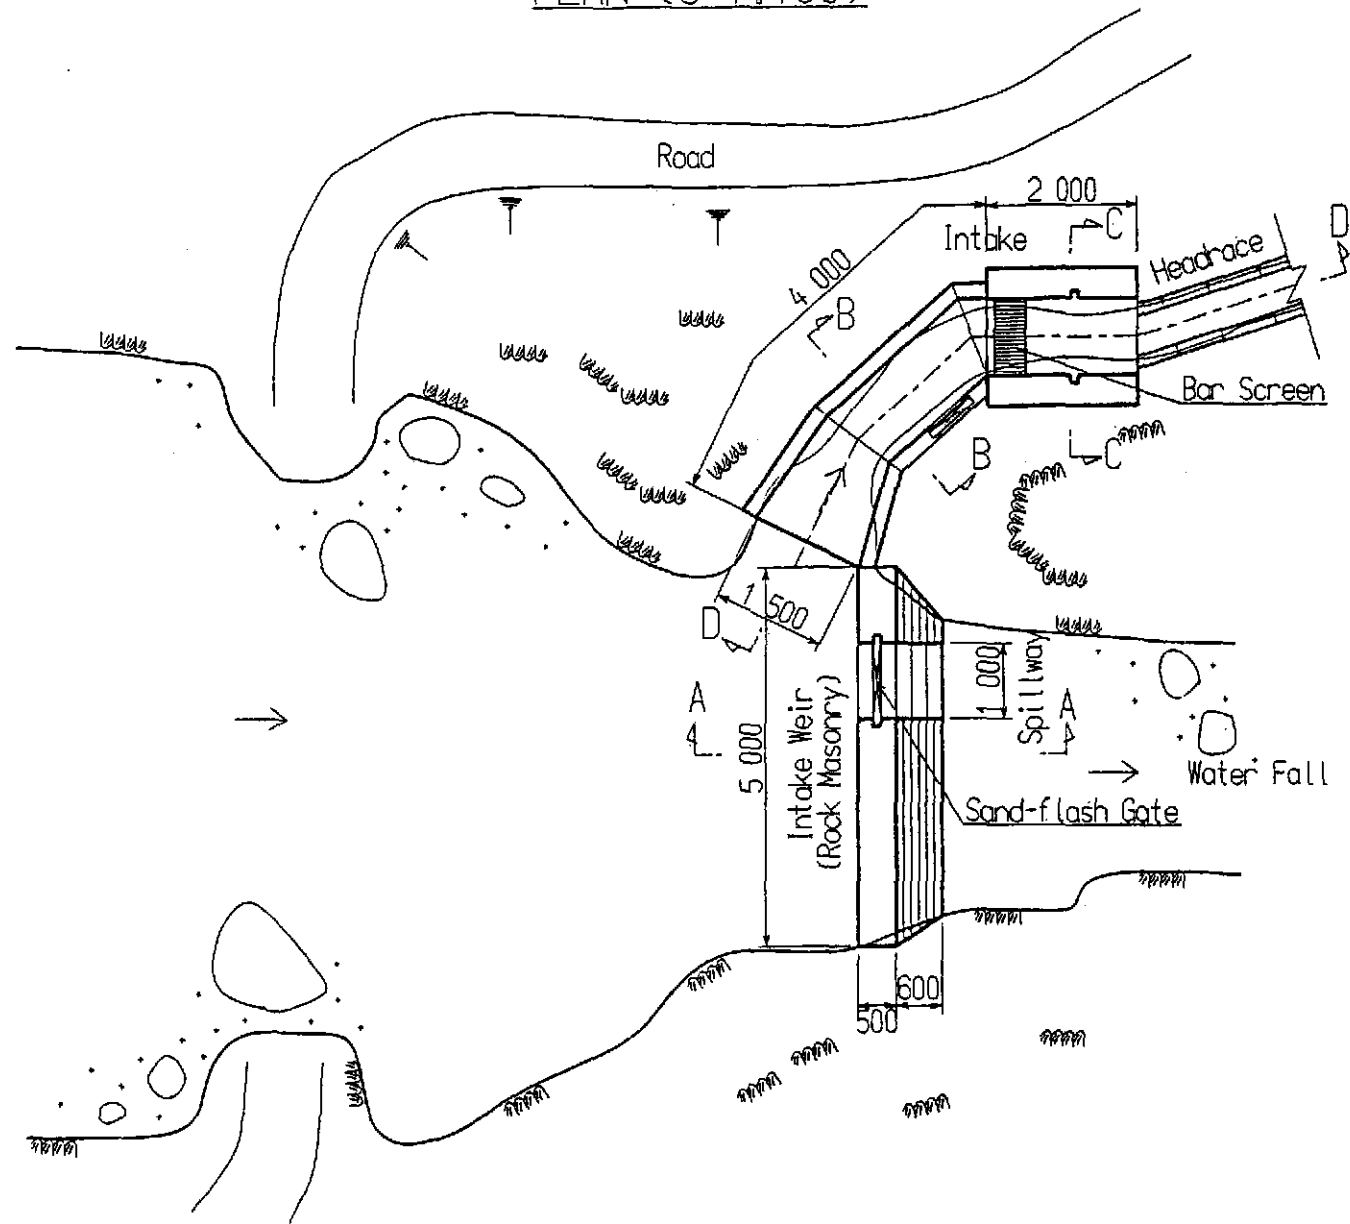 Road
2 000
C
Intake
Headrace
D
4 000
B
Bar Screen
C
B
1 500
D
1 000
Spillway
A
A
5 000
Intake Weir
(Rock Masonry)
Water Fall
Sand-flash Gate
600
500